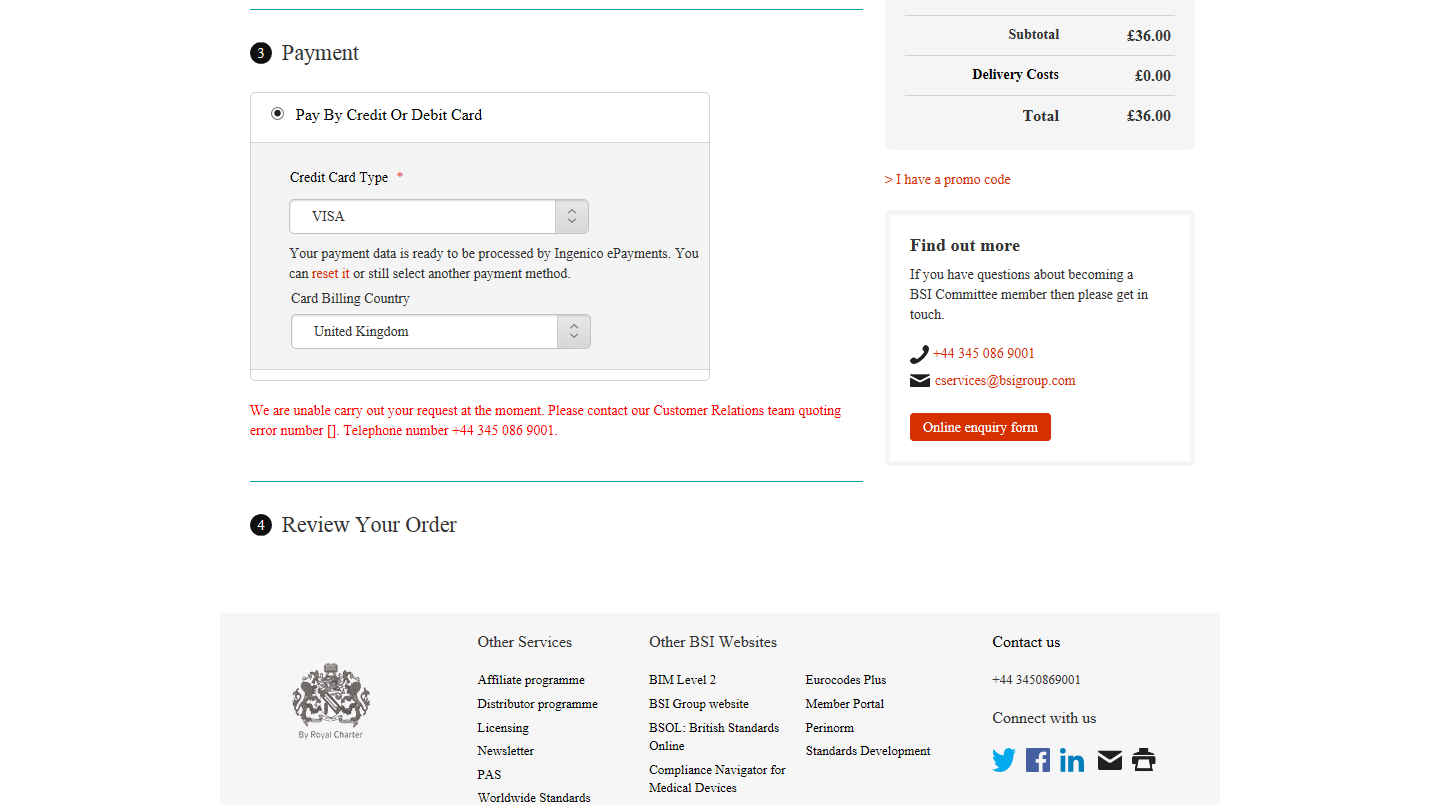 3 Payment
Pay By Credit Or Debit Card
Credit Card Type *
VISA
Your payment data is ready to be processed by Ingenico ePayments. You
can reset it or still select another payment method.
Card Billing Country
United Kingdom
We are unable carry out your request at the moment. Please contact our Customer Relations team quoting
error number []. Telephone number +44 345 086 9001.
4 Review Your Order
Subtotal £36.00
Delivery Costs £0.00
Total £36.00
> I have a promo code
Find out more
If you have questions about becoming a
BSI Committee member then please get in
touch.
+44 345 086 9001
cservices@bsigroup.com
Online enquiry form
By Royal Charter
Other Services
Affiliate programme
Distributor programme
Licensing
Newsletter
PAS
Worldwide Standards
Other BSI Websites
BIM Level 2
BSI Group website
BSOL: British Standards
Online
Compliance Navigator for
Medical Devices
Eurocodes Plus
Member Portal
Perinorm
Standards Development
Contact us
+44 3450869001
Connect with us